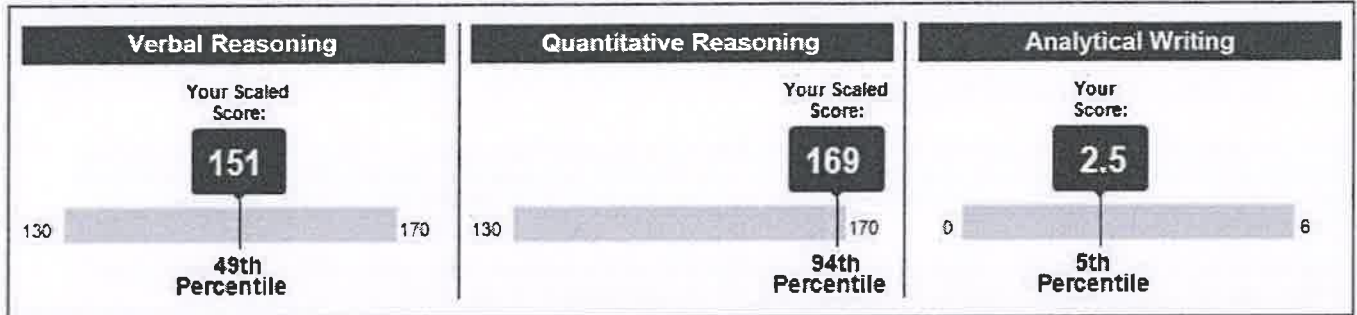 Verbal Reasoning
Your Scaled
Score:
151
130
170
49th
Percentile
Quantitative Reasoning
Your Scaled
Score:
169
130
170
94th
Percentile
Analytical Writing
Your
Score:
2.5
0
6
5th
Percentile